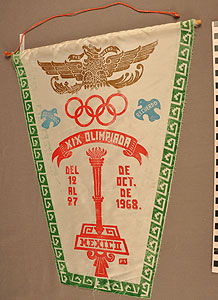 XIX OLIMPIADA
DEL
12
AL
27
DE
OCT.
DE
1968.
MEXICO